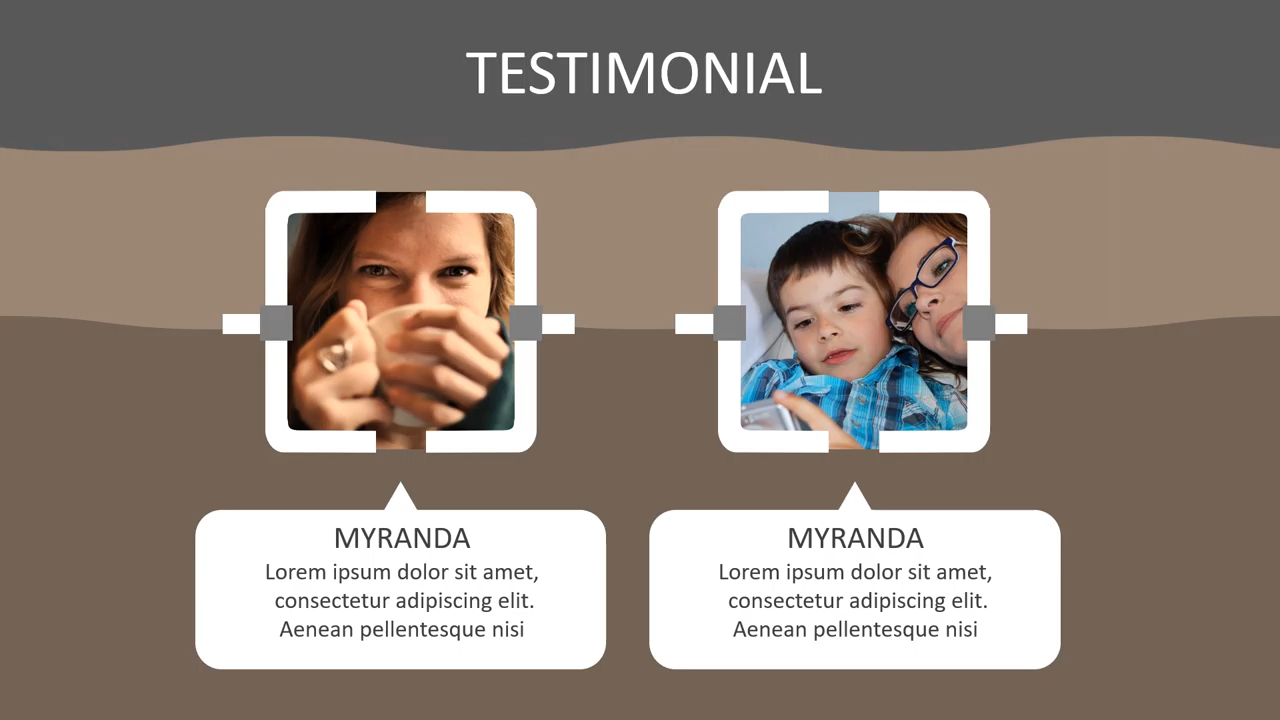 TESTIMONIAL
MYRANDA
Lorem ipsum dolor sit amet,
consectetur adipiscing elit.
Aenean pellentesque nisi
MYRANDA
Lorem ipsum dolor sit amet,
consectetur adipiscing elit.
Aenean pellentesque nisi